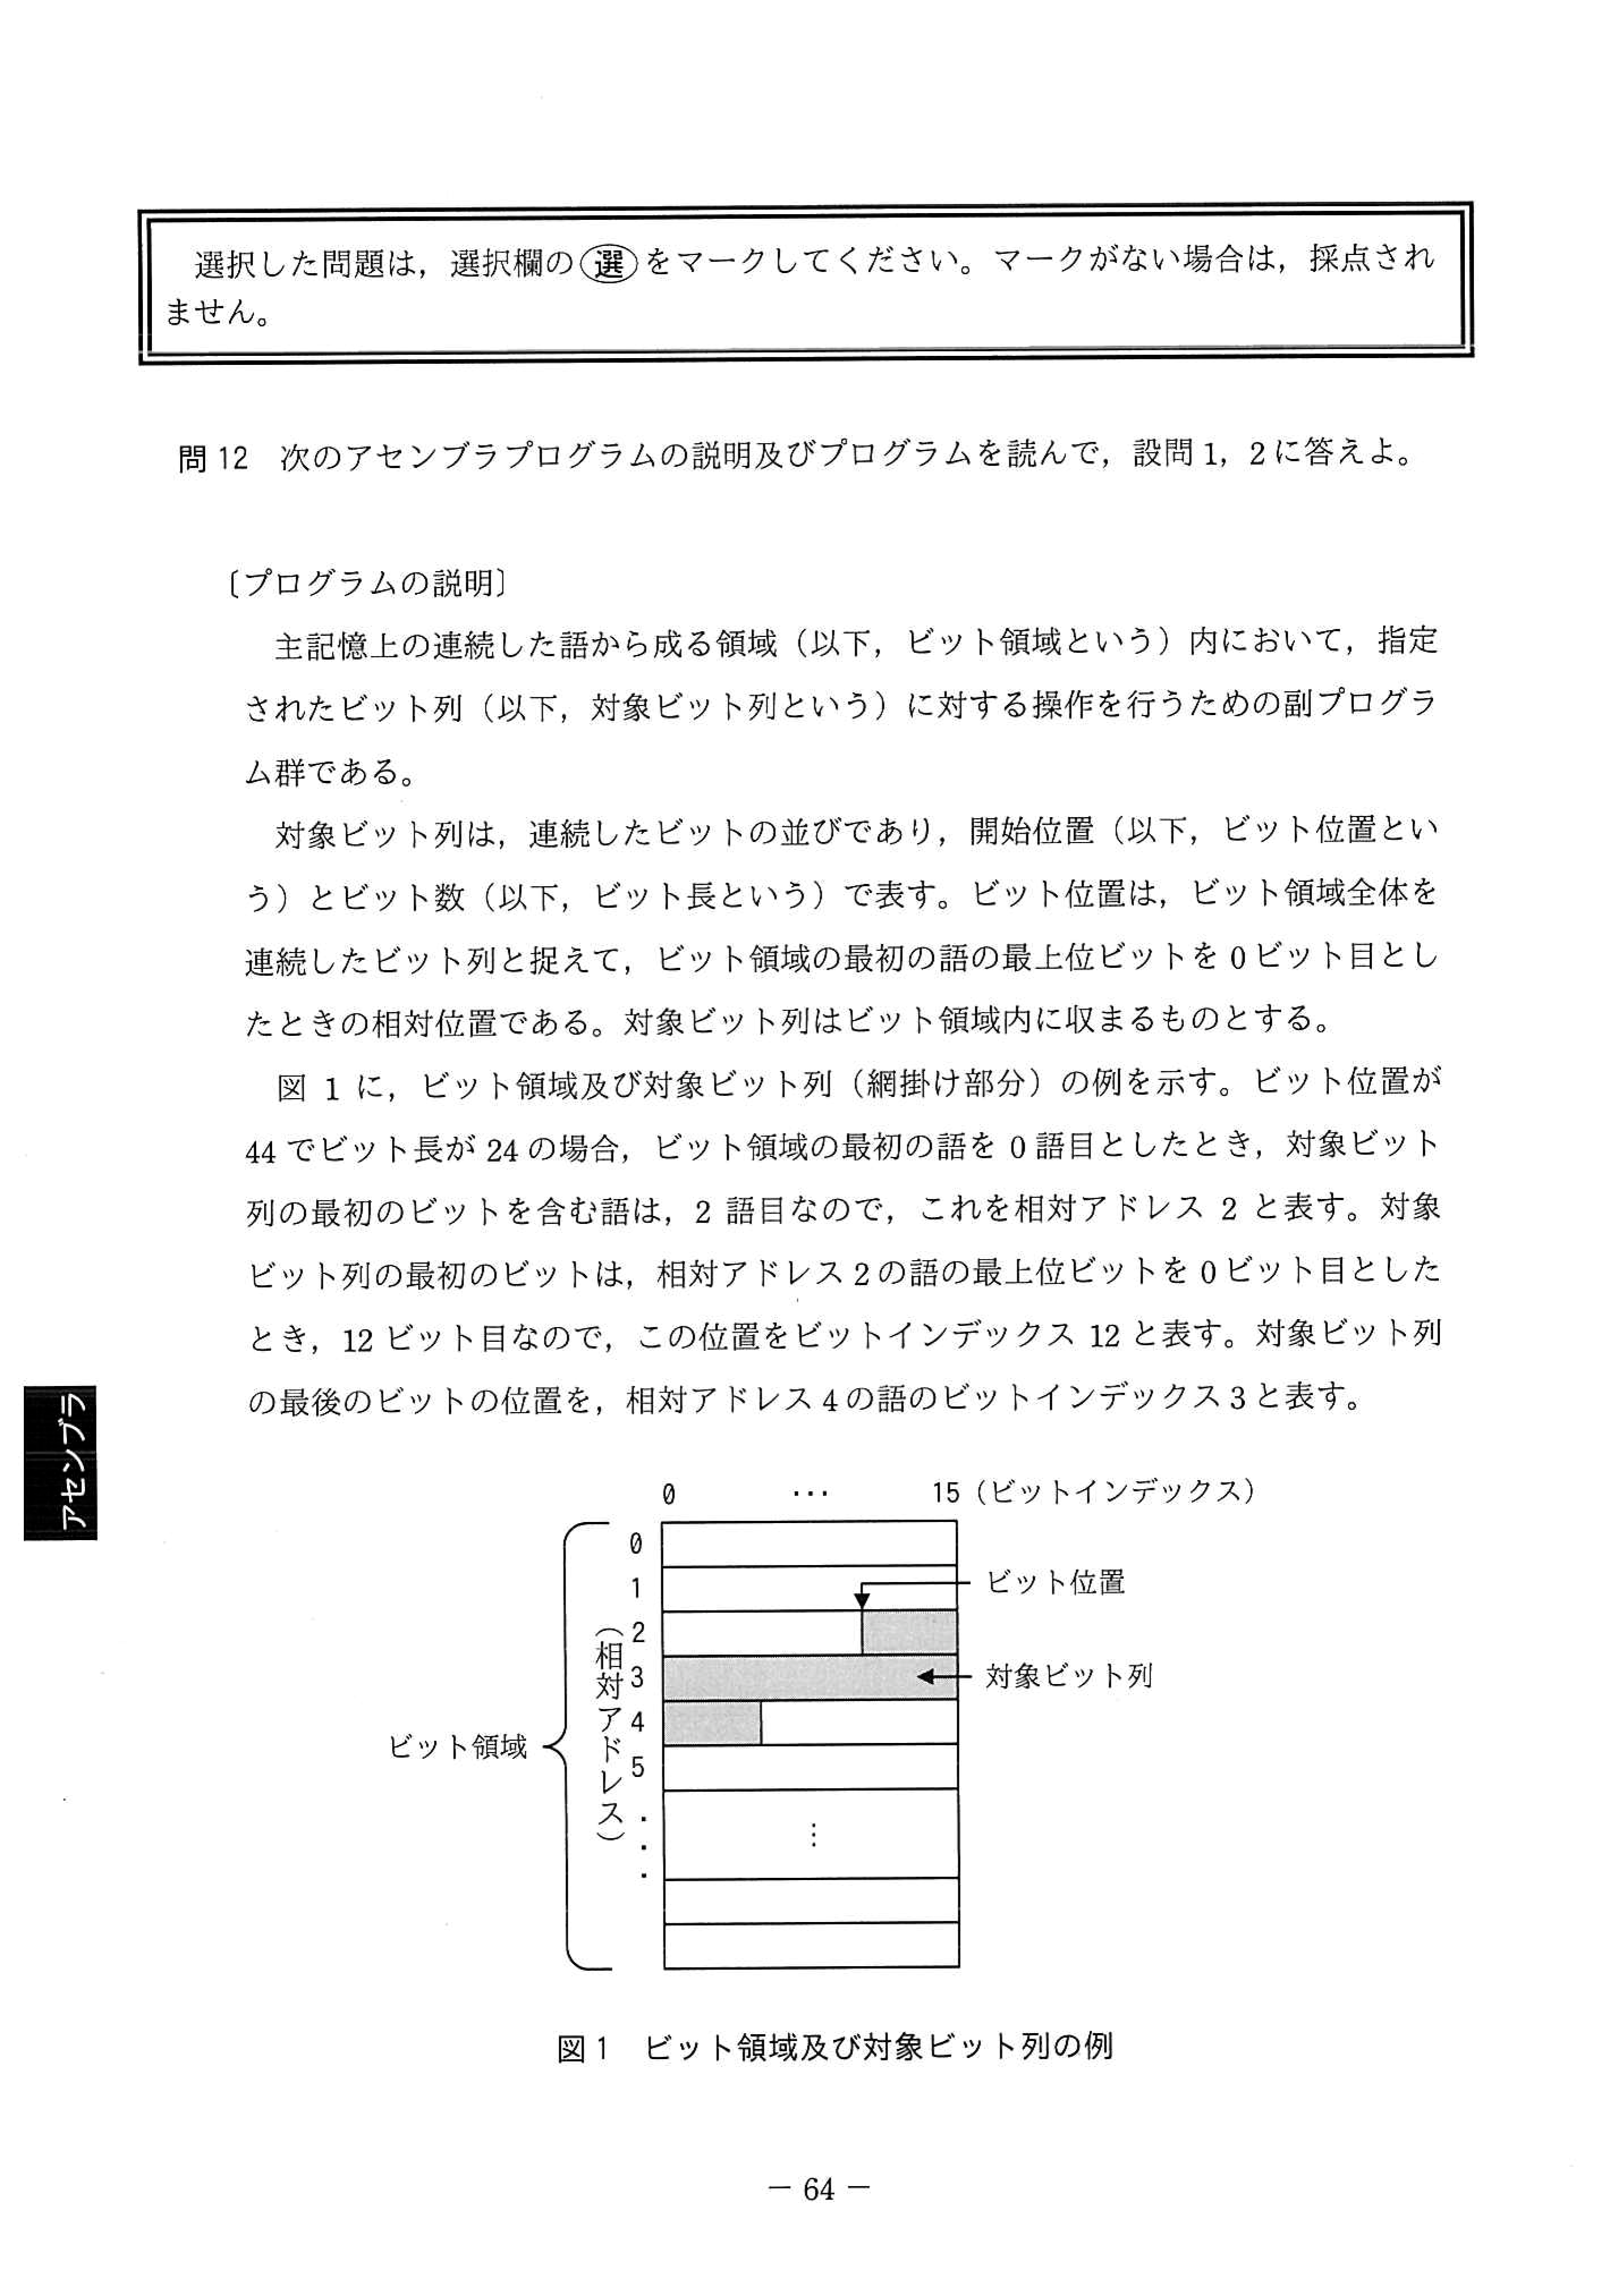 選択した問題は，選択欄の㊞選をマークしてください。マークがない場合は，採点され
ません。
問12　次のアセンブラプログラムの説明及びプログラムを読んで，設問1，2に答えよ。
〔プログラムの説明〕
主記憶上の連続した語から成る領域（以下，ビット領域という）内において，指定
されたビット列（以下，対象ビット列という）に対する操作を行うための副プログラ
ム群である。
対象ビット列は，連続したビットの並びであり，開始位置（以下，ビット位置とい
う）とビット数（以下，ビット長という）で表す。ビット位置は，ビット領域全体を
連続したビット列と捉えて，ビット領域の最初の語の最上位ビットを0ビット目とし
たときの相対位置である。対象ビット列はビット領域内に収まるものとする。
図 1 に，ビット領域及び対象ビット列（網掛け部分）の例を示す。ビット位置が
44 でビット長が 24 の場合，ビット領域の最初の語を 0 語目としたとき，対象ビット
列の最初のビットを含む語は，2 語目なので，これを相対アドレス 2 と表す。対象
ビット列の最初のビットは，相対アドレス2の語の最上位ビットを0ビット目とした
とき，12 ビット目なので，この位置をビットインデックス 12 と表す。対象ビット列
の最後のビットの位置を，相対アドレス4の語のビットインデックス3と表す。
アセンブラ
0 … 15（ビットインデックス）
0
1
ビット位置
2
3
対象ビット列
4
5
（相対アドレス）
ビット領域
図1　ビット領域及び対象ビット列の例
－ 64 －